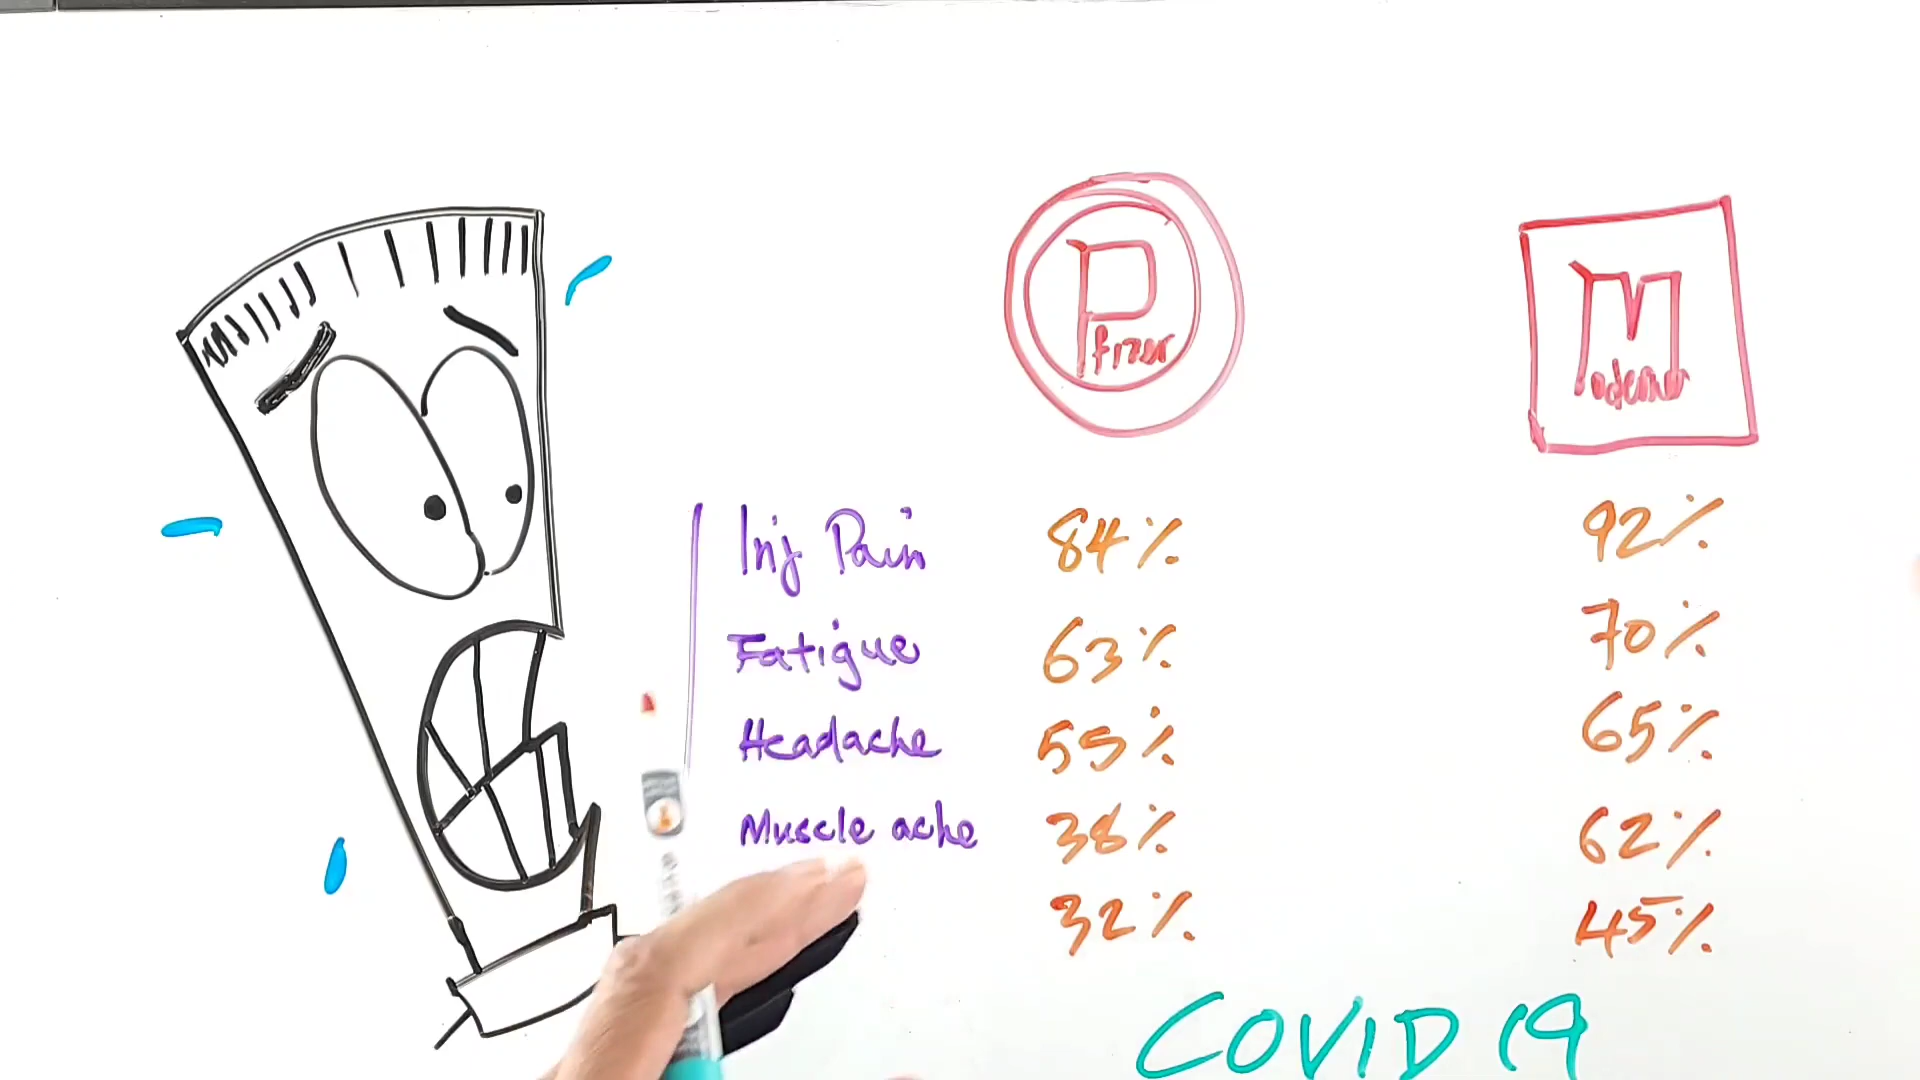 Pfizer
Moderna
Inj Pain 84% 92%
Fatigue 63% 70%
Headache 55% 65%
Muscle ache 38% 62%
32% 45%
COVID 19